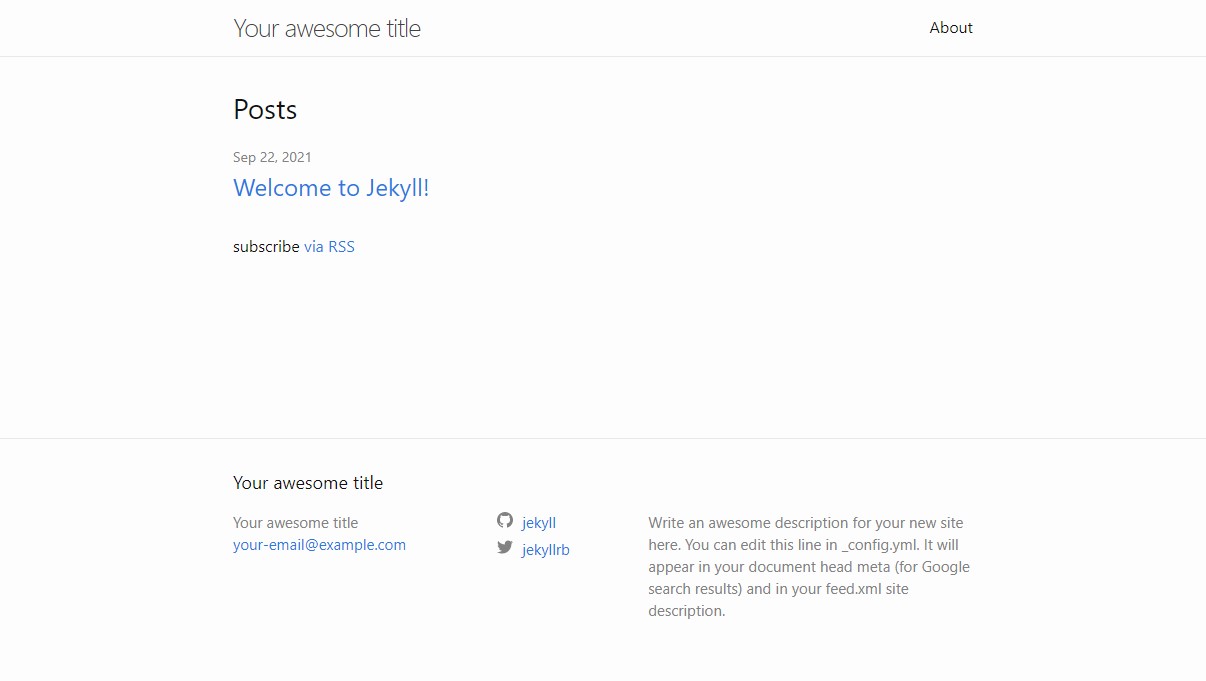 Your awesome title
About
Posts
Sep 22, 2021
Welcome to Jekyll!
subscribe via RSS
Your awesome title
Your awesome title
your-email@example.com
jekyll
jekyllrb
Write an awesome description for your new site
here. You can edit this line in _config.yml. It will
appear in your document head meta (for Google
search results) and in your feed.xml site
description.